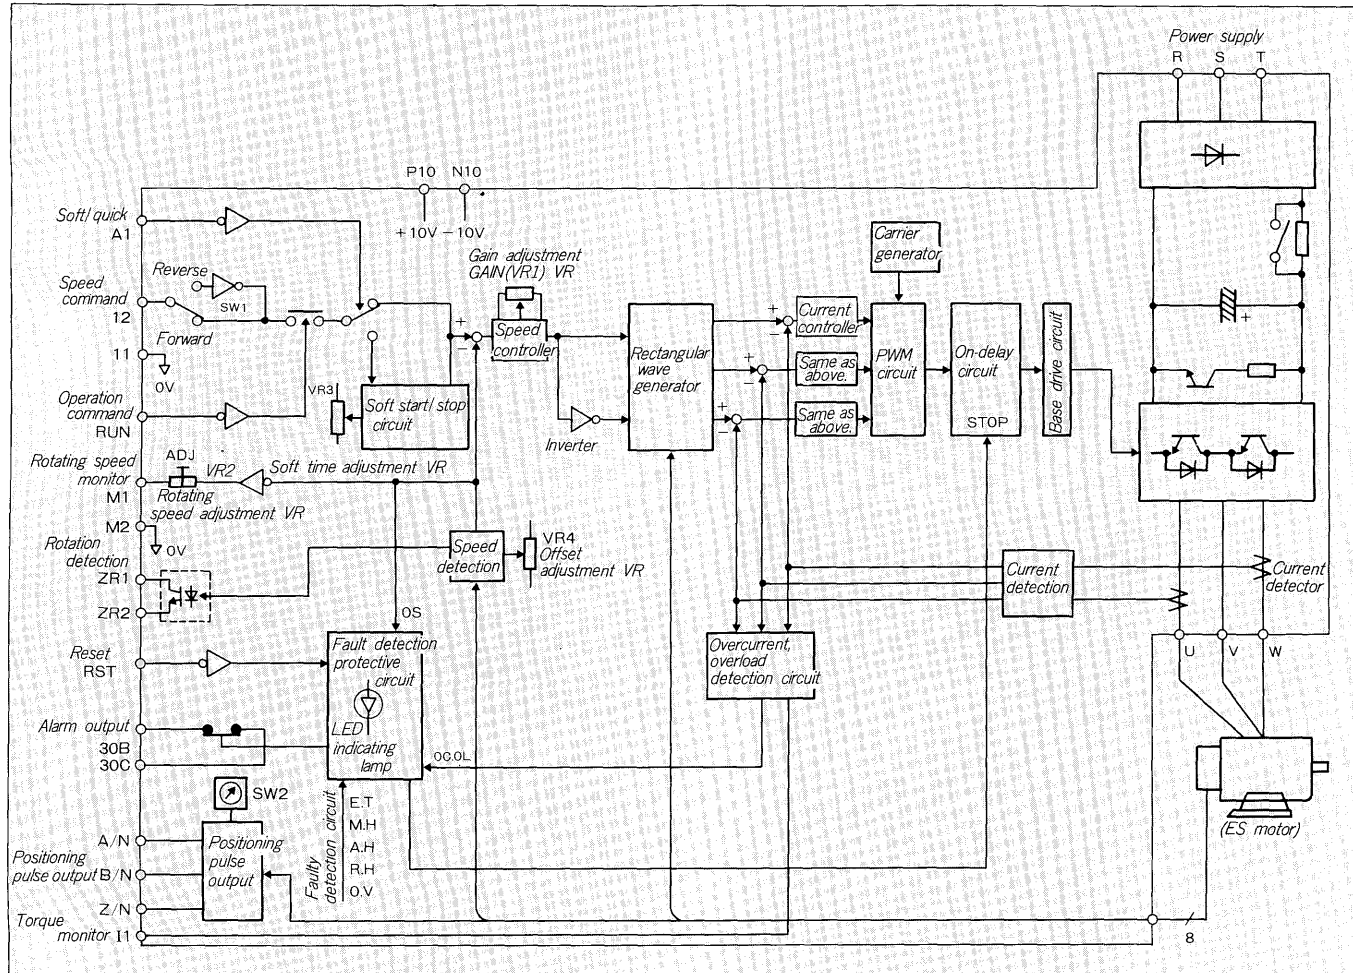 Power supply
R S T
P10 N10
+10V -10V
Soft/quick
A1
Reverse
SW1
Speed
command
12
Forward
11
0V
Operation
command
RUN
Gain adjustment
GAIN(VR1) VR
+
−
Speed
controller
Inverter
VR3
Soft start/stop
circuit
Rectangular
wave
generator
+
−
+
−
+
−
Carrier
generator
Current
controller
Same as
above.
Same as
above.
PWM
circuit
On-delay
circuit
STOP
Base drive circuit
+
Rotating speed
monitor
M1
ADJ
VR2
Soft time adjustment VR
Rotating
speed adjustment VR
M2
0V
Rotation
detection
ZR1
ZR2
Speed
detection
VR4
Offset
adjustment VR
Current
detection
Current
detector
OS
Reset
RST
Fault detection
protective
circuit
LED
indicating
lamp
Overcurrent,
overload
detection circuit
U V W
Alarm output
30B
30C
OC.OL
SW2
(ES motor)
Faulty
detection circuit
E.T
M.H
A.H
R.H
O.V
Positioning
pulse output
A/N
B/N
Z/N
Positioning
pulse
output
Torque
monitor I1
8